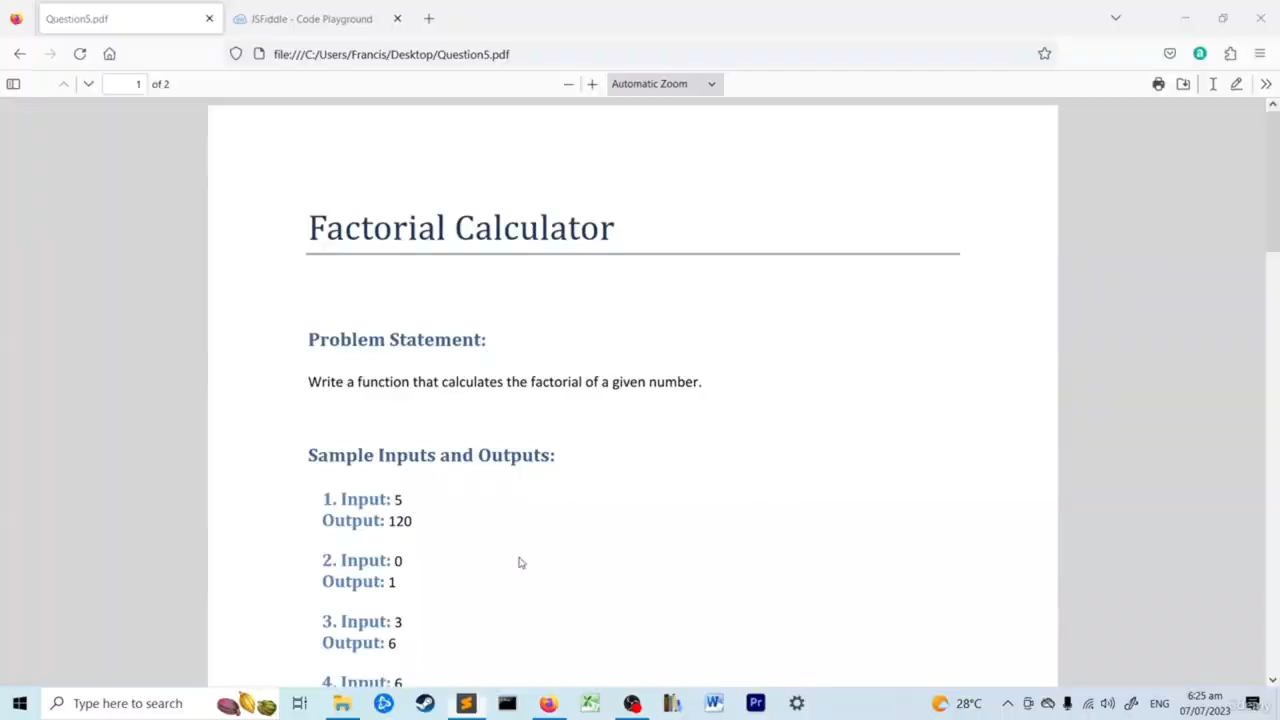 Question5.pdf
JSFiddle - Code Playground
file:///C:/Users/Francis/Desktop/Question5.pdf
1 of 2
Automatic Zoom
Factorial Calculator
Problem Statement:
Write a function that calculates the factorial of a given number.
Sample Inputs and Outputs:
1. Input: 5
Output: 120
2. Input: 0
Output: 1
3. Input: 3
Output: 6
4. Input: 6
Type here to search
28°C
ENG
6:25 am
07/07/2023